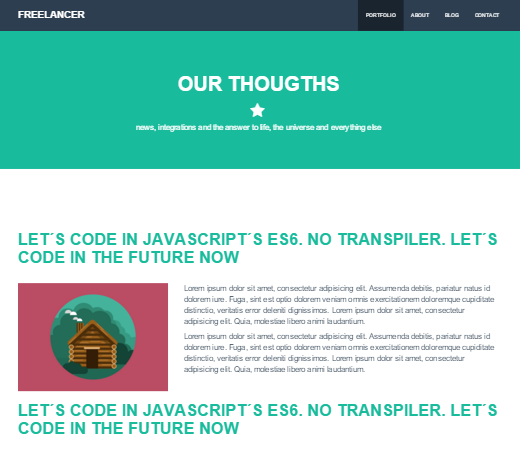 FREELANCER
PORTFOLIO ABOUT BLOG CONTACT
OUR THOUGTHS
news, integrations and the answer to life, the universe and everything else
LET´S CODE IN JAVASCRIPT´S ES6. NO TRANSPILER. LET´S
CODE IN THE FUTURE NOW
Lorem ipsum dolor sit amet, consectetur adipisicing elit. Assumenda debitis, pariatur natus id
dolorem iure. Fuga, sint est optio dolorem veniam omnis exercitationem doloremque cupiditate
distinctio, veritatis error deleniti dignissimos. Lorem ipsum dolor sit amet, consectetur
adipisicing elit. Quia, molestiae libero animi laudantium.
Lorem ipsum dolor sit amet, consectetur adipisicing elit. Assumenda debitis, pariatur natus id
dolorem iure. Fuga, sint est optio dolorem veniam omnis exercitationem doloremque cupiditate
distinctio, veritatis error deleniti dignissimos. Lorem ipsum dolor sit amet, consectetur
adipisicing elit. Quia, molestiae libero animi laudantium.
LET´S CODE IN JAVASCRIPT´S ES6. NO TRANSPILER. LET´S
CODE IN THE FUTURE NOW